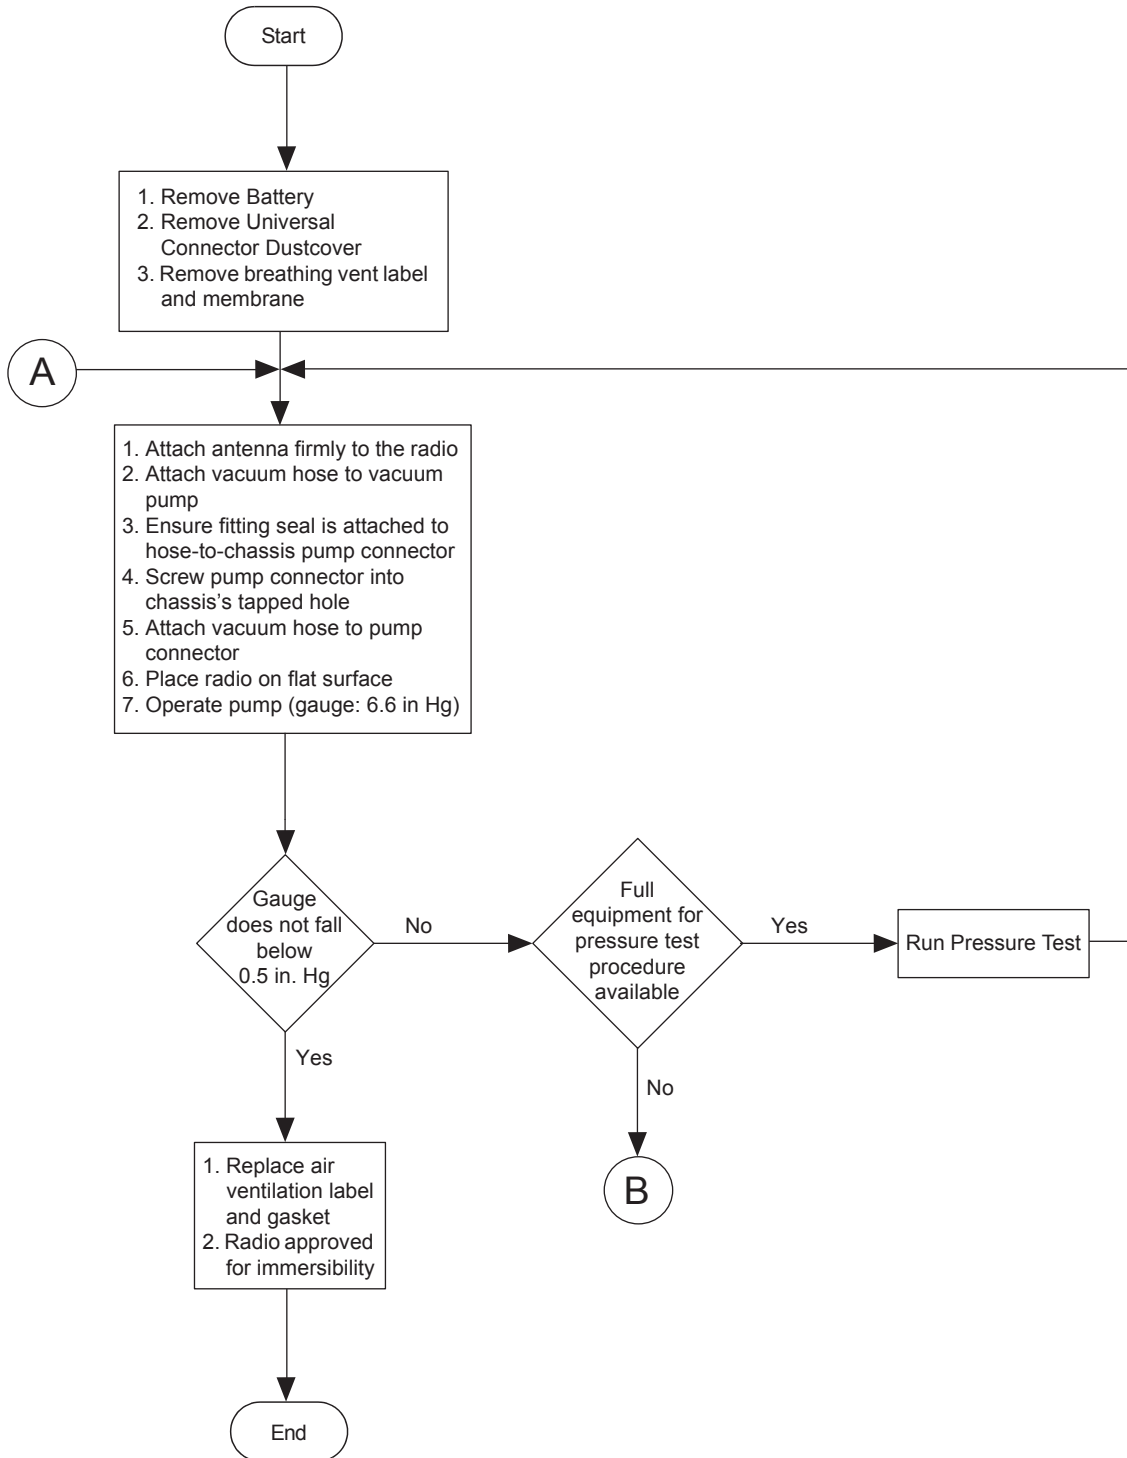 Start
1. Remove Battery
2. Remove Universal
Connector Dustcover
3. Remove breathing vent label
and membrane
A
1. Attach antenna firmly to the radio
2. Attach vacuum hose to vacuum
pump
3. Ensure fitting seal is attached to
hose-to-chassis pump connector
4. Screw pump connector into
chassis's tapped hole
5. Attach vacuum hose to pump
connector
6. Place radio on flat surface
7. Operate pump (gauge: 6.6 in Hg)
Gauge
does not fall
below
0.5 in. Hg
No
Full
equipment for
pressure test
procedure
available
Yes
Run Pressure Test
Yes
No
B
1. Replace air
ventilation label
and gasket
2. Radio approved
for immersibility
End